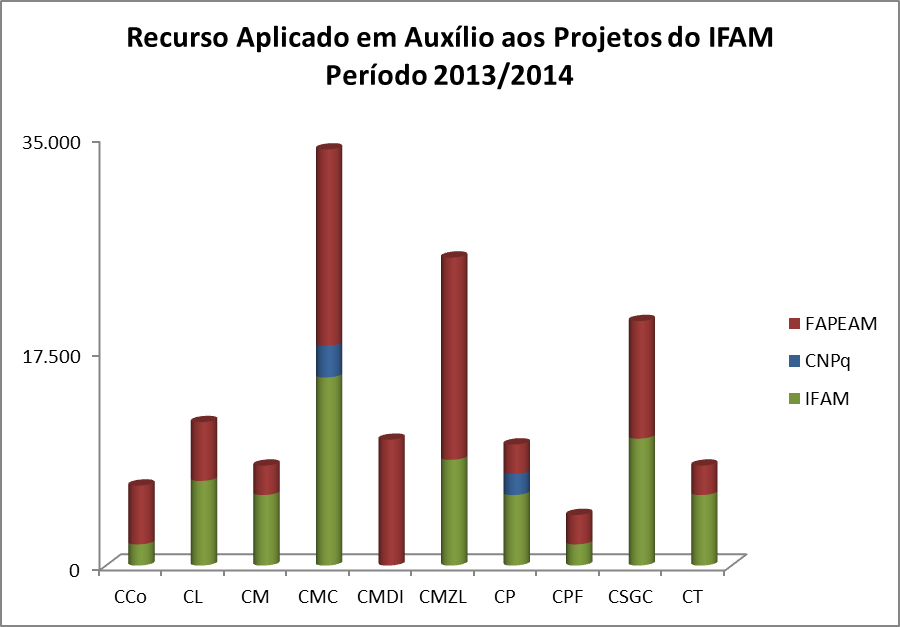 Recurso Aplicado em Auxílio aos Projetos do IFAM
Período 2013/2014
35.000
17.500
0
CCo CL CM CMC CMDI CMZL CP CPF CSGC CT
FAPEAM
CNPq
IFAM